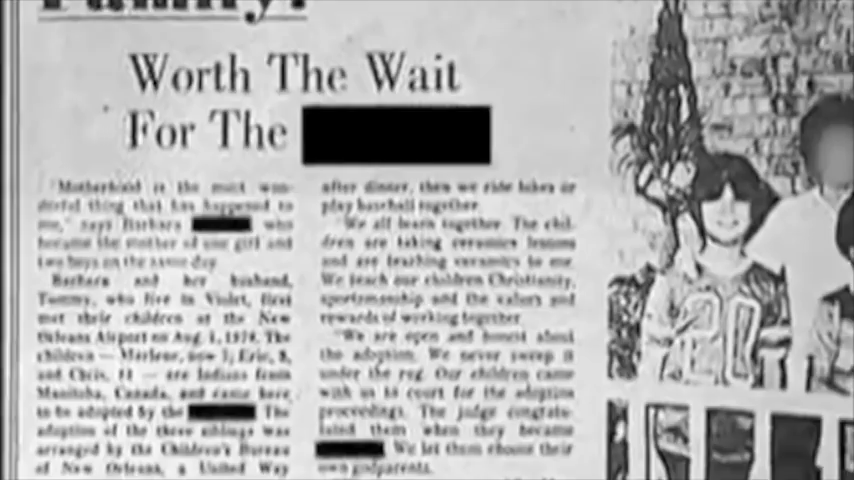 Family?
Worth The Wait
For The
"Motherhood is the most won-
derful thing that has happened to
me," says Barbara who
became the mother of one girl and
two boys on the same day.
Barbara and her husband,
Tommy, who live in Violet, first
met their children at the New
Orleans Airport on Aug. 1, 1974. The
children — Marlene, now 7; Eric, 8,
and Chris, 11 — are Indians from
Manitoba, Canada, and came here
to be adopted by the The
adoption of the three siblings was
arranged by the Children's Bureau
of New Orleans, a United Way
after dinner, then we ride bikes or
play baseball together.
"We all learn together. The chil-
dren are taking ceramics lessons
and are teaching ceramics to me.
We teach our children Christianity,
sportsmanship and the values and
rewards of working together.
"We are open and honest about
the adoption. We never sweep it
under the rug. Our children came
with us to court for the adoption
proceedings. The judge congratu-
lated them when they became
. We let them choose their
own godparents.
20